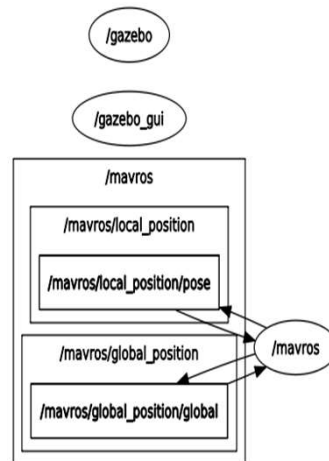 /gazebo
/gazebo_gui
/mavros
/mavros/local_position
/mavros/local_position/pose
/mavros/global_position
/mavros
/mavros/global_position/global